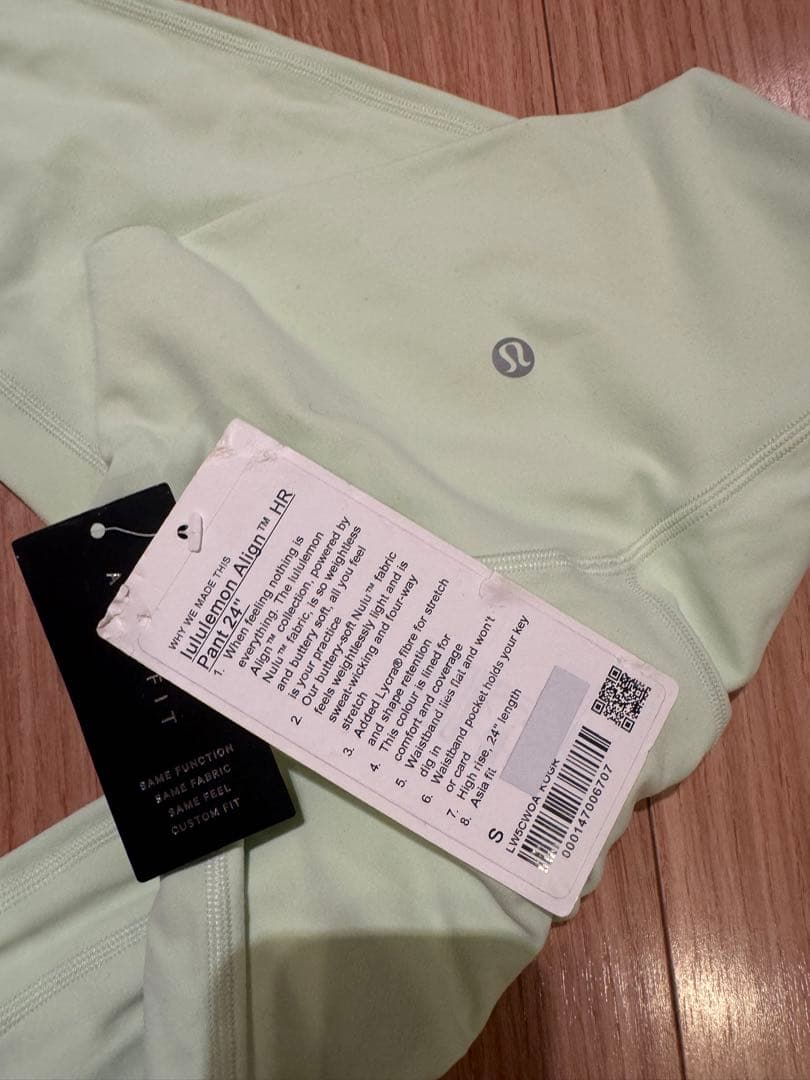 WHY WE MADE THIS
lululemon Align™ HR
Pant 24"
1. When feeling nothing is
everything. The lululemon
Align™ collection, powered by
Nulu™ fabric, is so weightless
and buttery soft, all you feel
is your practice
2. Our buttery-soft Nulu™ fabric
feels weightlessly light and is
sweat-wicking and four-way
stretch
3. Added Lycra® fibre for stretch
and shape retention
4. This colour is lined for
comfort and coverage
5. Waistband lies flat and won't
dig in
6. Waistband pocket holds your key
or card
7. High rise, 24" length
8. Asia fit
S
LW5CWOA
000147006707
FIT
SAME FUNCTION
SAME FABRIC
SAME FEEL
CUSTOM FIT